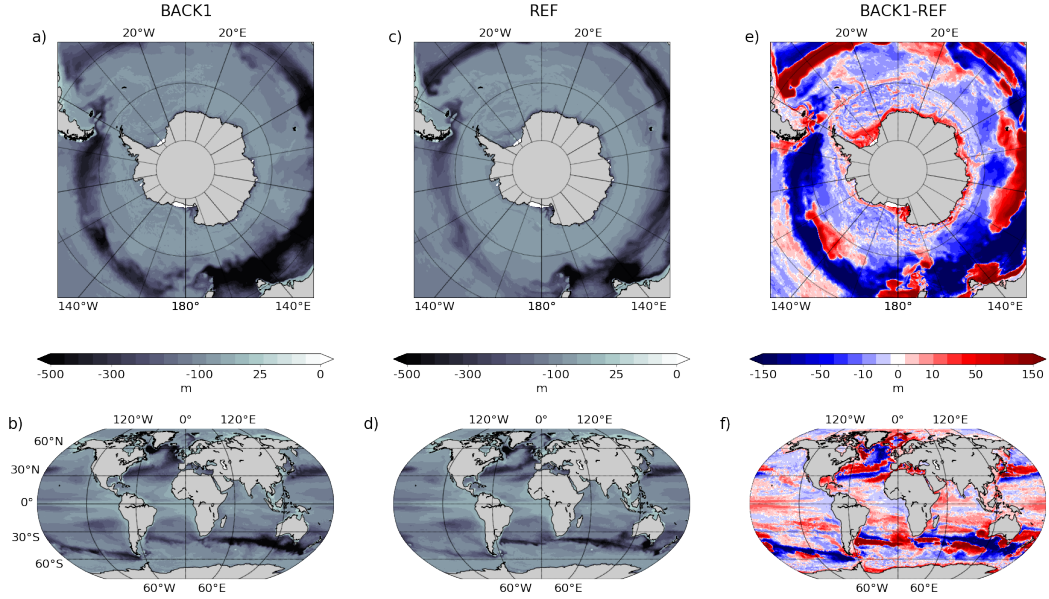 BACK1
REF
BACK1-REF
a)
20°W
20°E
c)
20°W
20°E
e)
20°W
20°E
140°W
180°
140°E
140°W
180°
140°E
140°W
180°
140°E
-500
-300
-100
25
0
m
-500
-300
-100
25
0
m
-150
-50
-10
0
10
50
150
m
b)
120°W
0°
120°E
d)
120°W
0°
120°E
f)
120°W
0°
120°E
60°N
30°N
0°
30°S
60°S
60°W
60°E
60°W
60°E
60°W
60°E